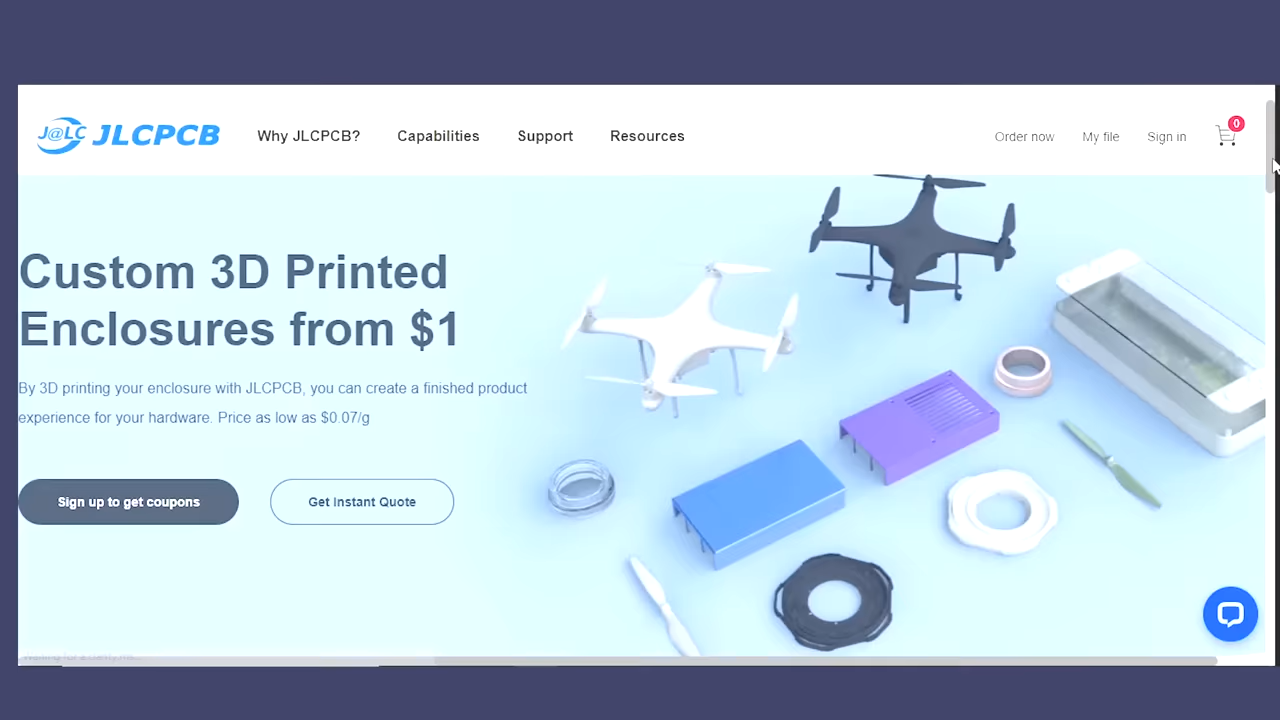 J@LC JLCPCB
Why JLCPCB? Capabilities Support Resources
Order now My file Sign in 0
Custom 3D Printed
Enclosures from $1
By 3D printing your enclosure with JLCPCB, you can create a finished product
experience for your hardware. Price as low as $0.07/g
Sign up to get coupons Get Instant Quote